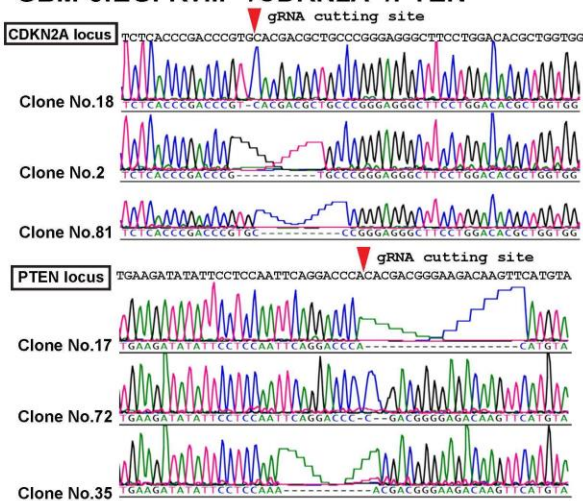 gRNA cutting site
CDKN2A locus TCTCACCCGACCCGTGCACGACGCTGCCCGGGAGGGCTTCCTGGACACGCTGGTGG
Clone No.18 TCTCACCCGACCCGT-CACGACGCTGCCCGGGAGGGCTTCCTGGACACGCTGGTGG
Clone No.2 TCTCACCCGACCCG----------TGCCCGGGAGGGCTTCCTGGACACGCTGGTGG
Clone No.81 TCTCACCCGACCCGTGC----------CCGGGAGGGCTTCCTGGACACGCTGGTGG
gRNA cutting site
PTEN locus TGAAGATATATTCCTCCAATTCAGGACCCACACGACGGGAAGACAAGTTCATGTA
Clone No.17 TGAAGATATATTCCTCCAATTCAGGACCCA-------------------CATGTA
Clone No.72 TGAAGATATATTCCTCCAATTCAGGACCC-C--GACGGGGAGACAAGTTCATGTA
Clone No.35 TGAAGATATATTCCTCCAAA-----------ACGACGGGAAGACAAGTTCATGTA